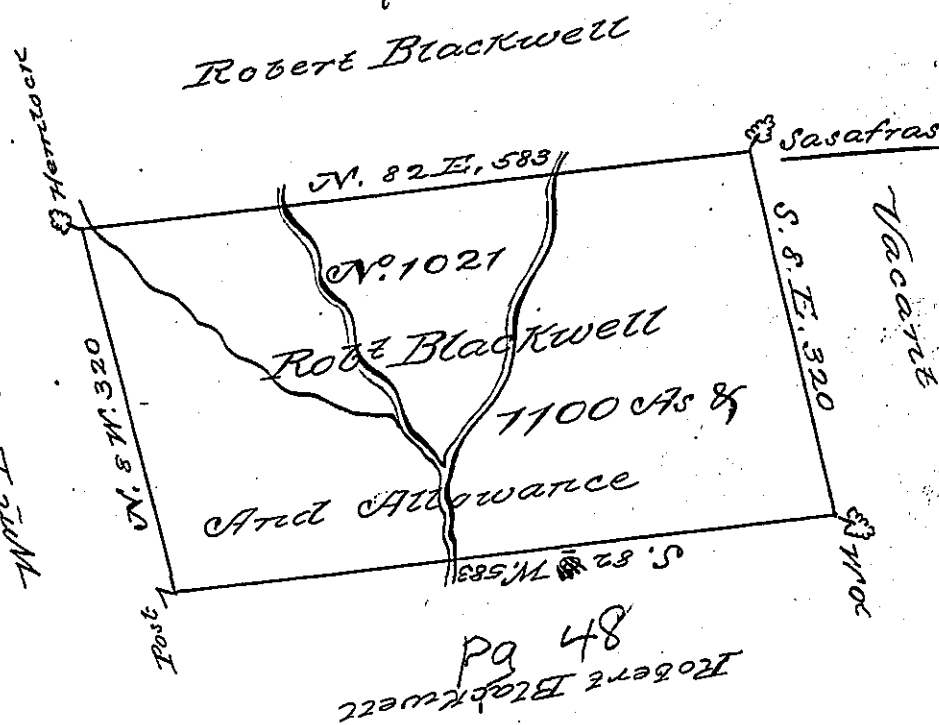 Robert Blackwell
Hemlock
Sasafras
N. 82 E, 583
Vacant
S. 8. E. 320
No. 1021
Robt Blackwell
1100 As &
And Allowance
N. 8 W. 320
S. 82 W. 583
WO
Post
pg 48
Robert Blackwell